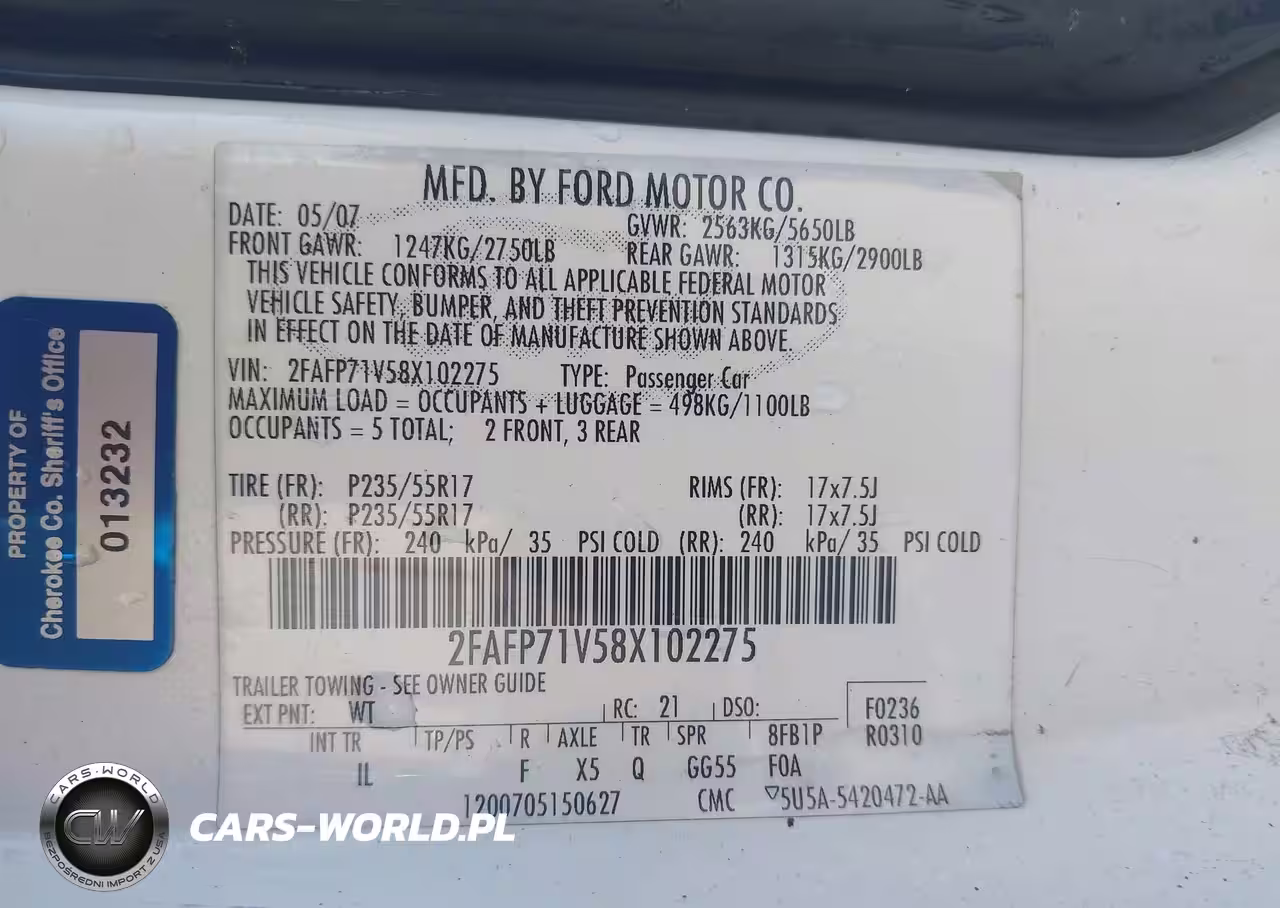 MFD. BY FORD MOTOR CO.
DATE: 05/07 GVWR: 2563KG/5650LB
FRONT GAWR: 1247KG/2750LB REAR GAWR: 1315KG/2900LB
THIS VEHICLE CONFORMS TO ALL APPLICABLE FEDERAL MOTOR
VEHICLE SAFETY, BUMPER, AND THEFT PREVENTION STANDARDS
IN EFFECT ON THE DATE OF MANUFACTURE SHOWN ABOVE.
VIN: 2FAFP71V58X102275 TYPE: Passenger Car
MAXIMUM LOAD = OCCUPANTS + LUGGAGE = 498KG/1100LB
OCCUPANTS = 5 TOTAL; 2 FRONT, 3 REAR
TIRE (FR): P235/55R17 RIMS (FR): 17x7.5J
(RR): P235/55R17 (RR): 17x7.5J
PRESSURE (FR): 240 kPa/ 35 PSI COLD (RR): 240 kPa/ 35 PSI COLD
2FAFP71V58X102275
TRAILER TOWING - SEE OWNER GUIDE
EXT PNT: WT RC: 21 DSO: F0236
INT TR TP/PS R AXLE TR SPR 8FB1P R0310
IL F X5 Q GG55 F0A
1200705150627 CMC ▽5U5A-5420472-AA
PROPERTY OF
Cherokee Co. Sheriff's Office
013232
CARS-WORLD
CW
BEZPOŚREDNI IMPORT Z USA
CARS-WORLD.PL